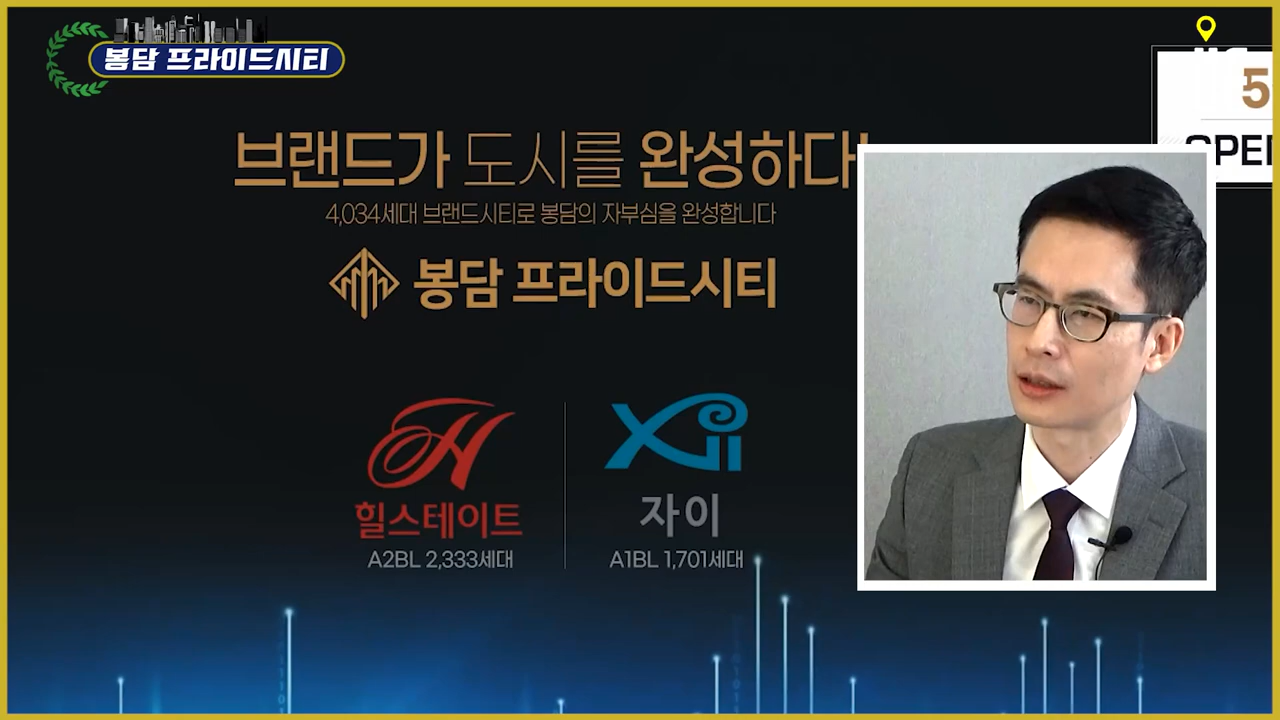 봉담 프라이드시티
5
OPE
브랜드가 도시를 완성하다!
4,034세대 브랜드시티로 봉담의 자부심을 완성합니다
봉담 프라이드시티
H
Xii
힐스테이트
자이
A2BL 2,333세대
A1BL 1,701세대